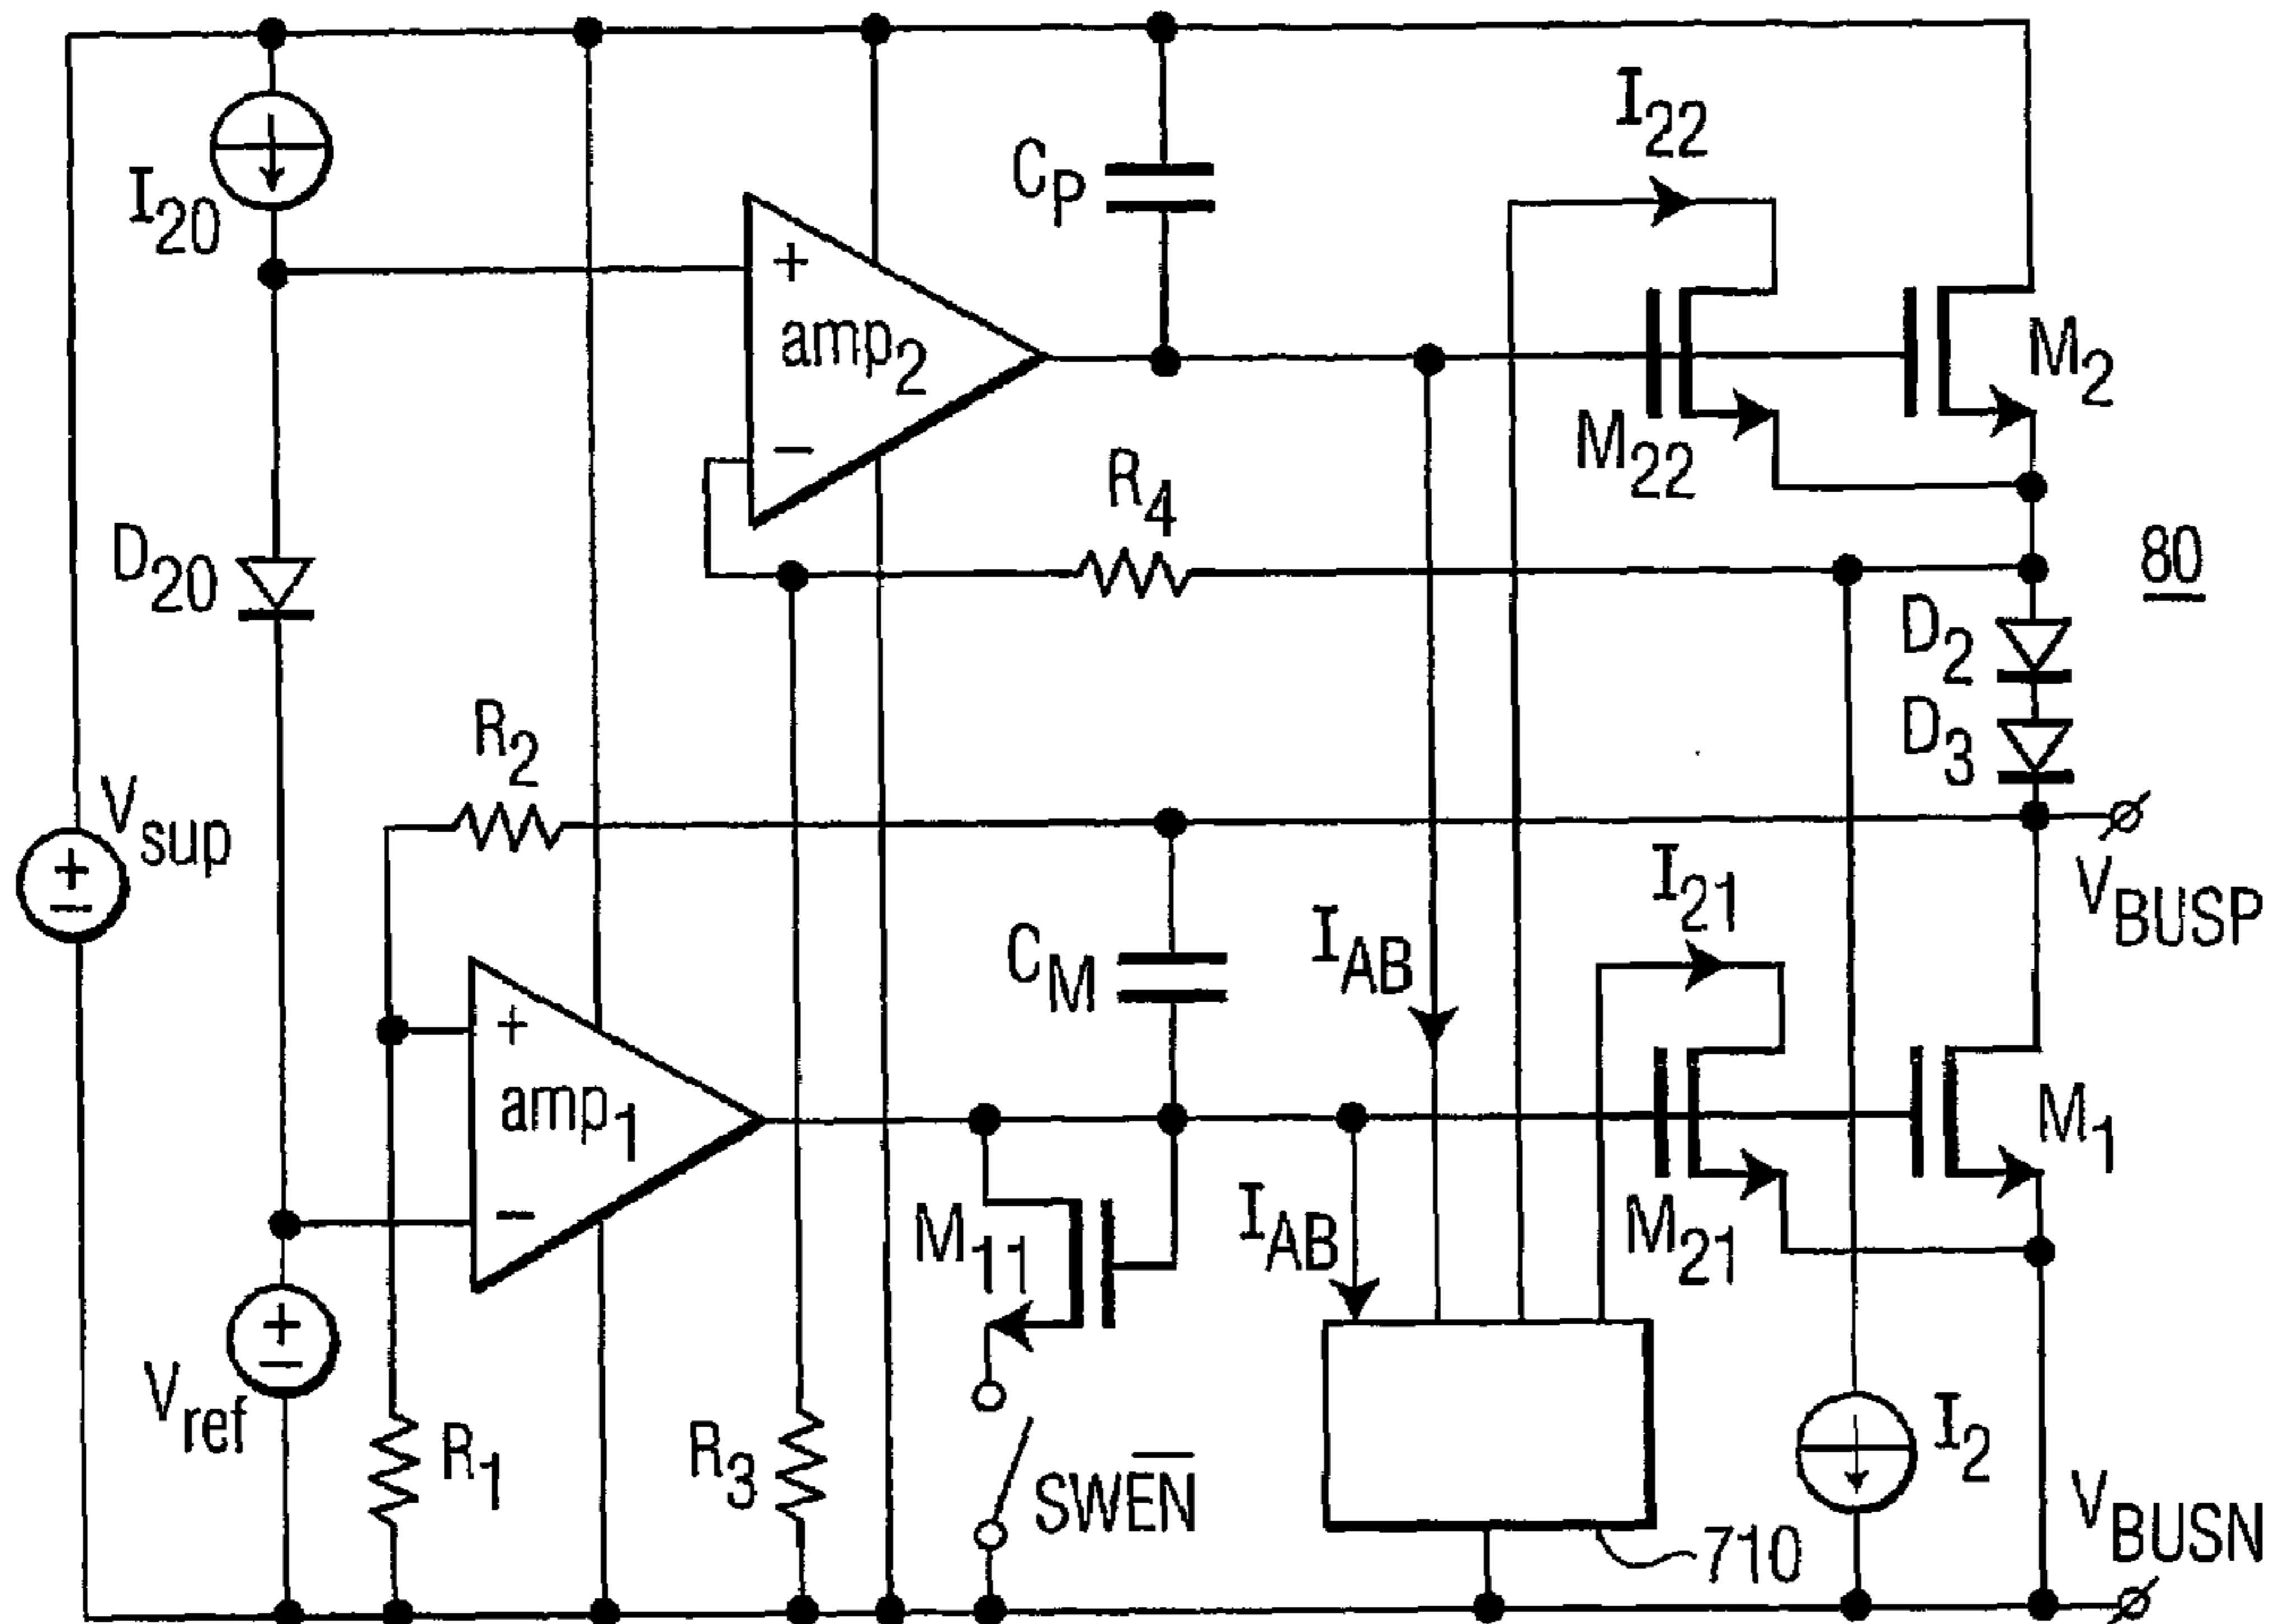 I22
CP
I20
+
amp2
−
M2
M22
R4
80
D20
D2
D3
R2
Vsup
+
−
VBUSP
I21
CM
IAB
+
amp1
−
M1
M11
IAB
M21
+
−
Vref
R1
R3
SWE̅N̅
I2
VBUSN
710